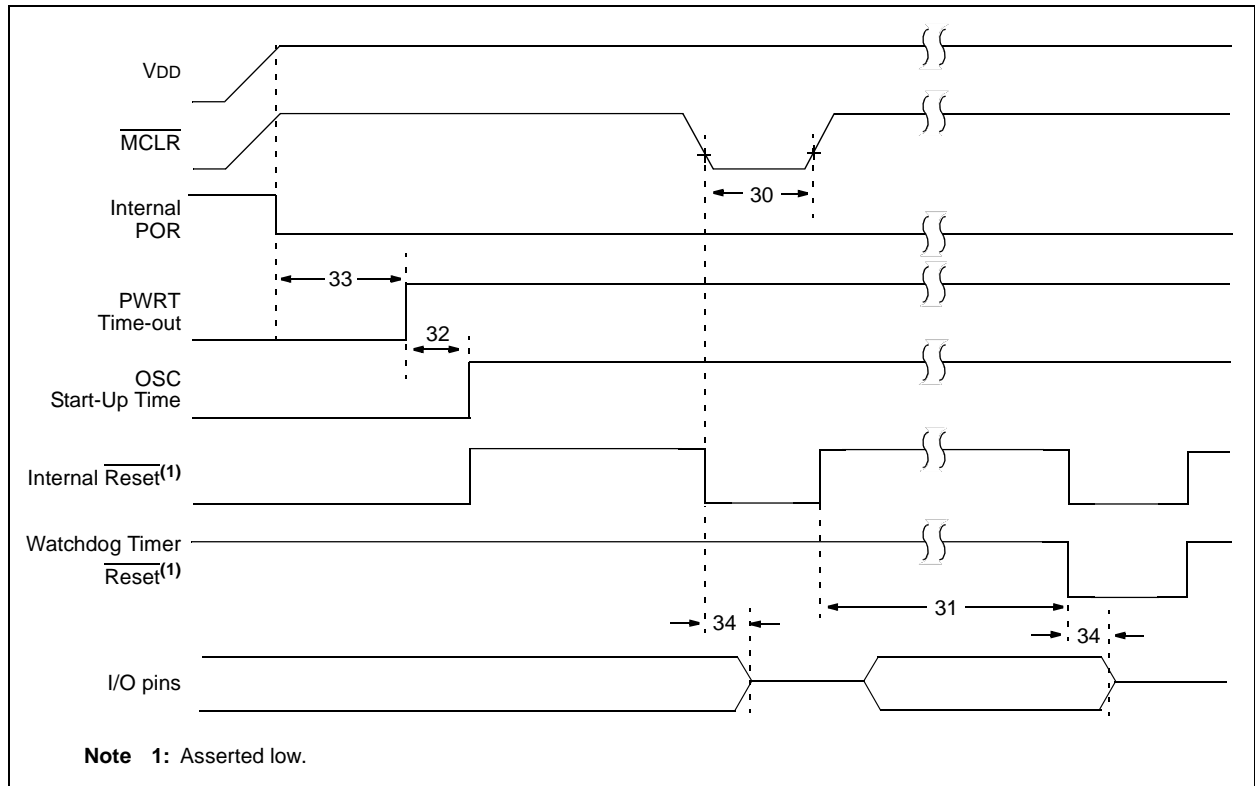 VDD
MCLR
30
Internal
POR
33
PWRT
Time-out
32
OSC
Start-Up Time
Internal Reset(1)
Watchdog Timer
Reset(1)
31
34
34
I/O pins
Note 1: Asserted low.